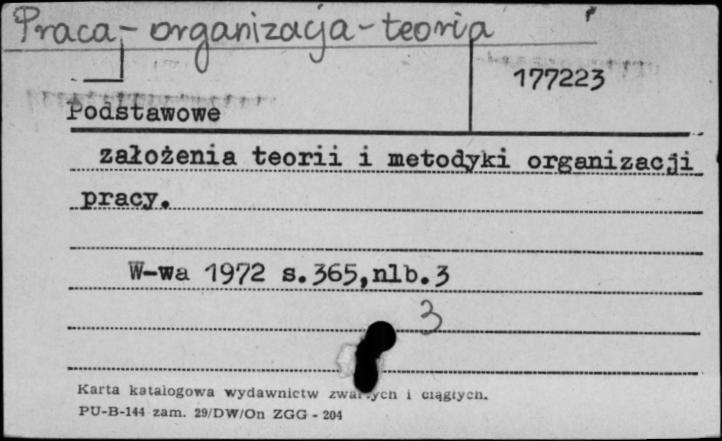 Praca - organizacja - teoria
177223
Podstawowe
założenia teorii i metodyki organizacji
pracy.
W-wa 1972 s.365,nlb.3
3
Karta katalogowa wydawnictw i ciągłych.
PU-B-144 zam. 29/DW/On ZGG - 204